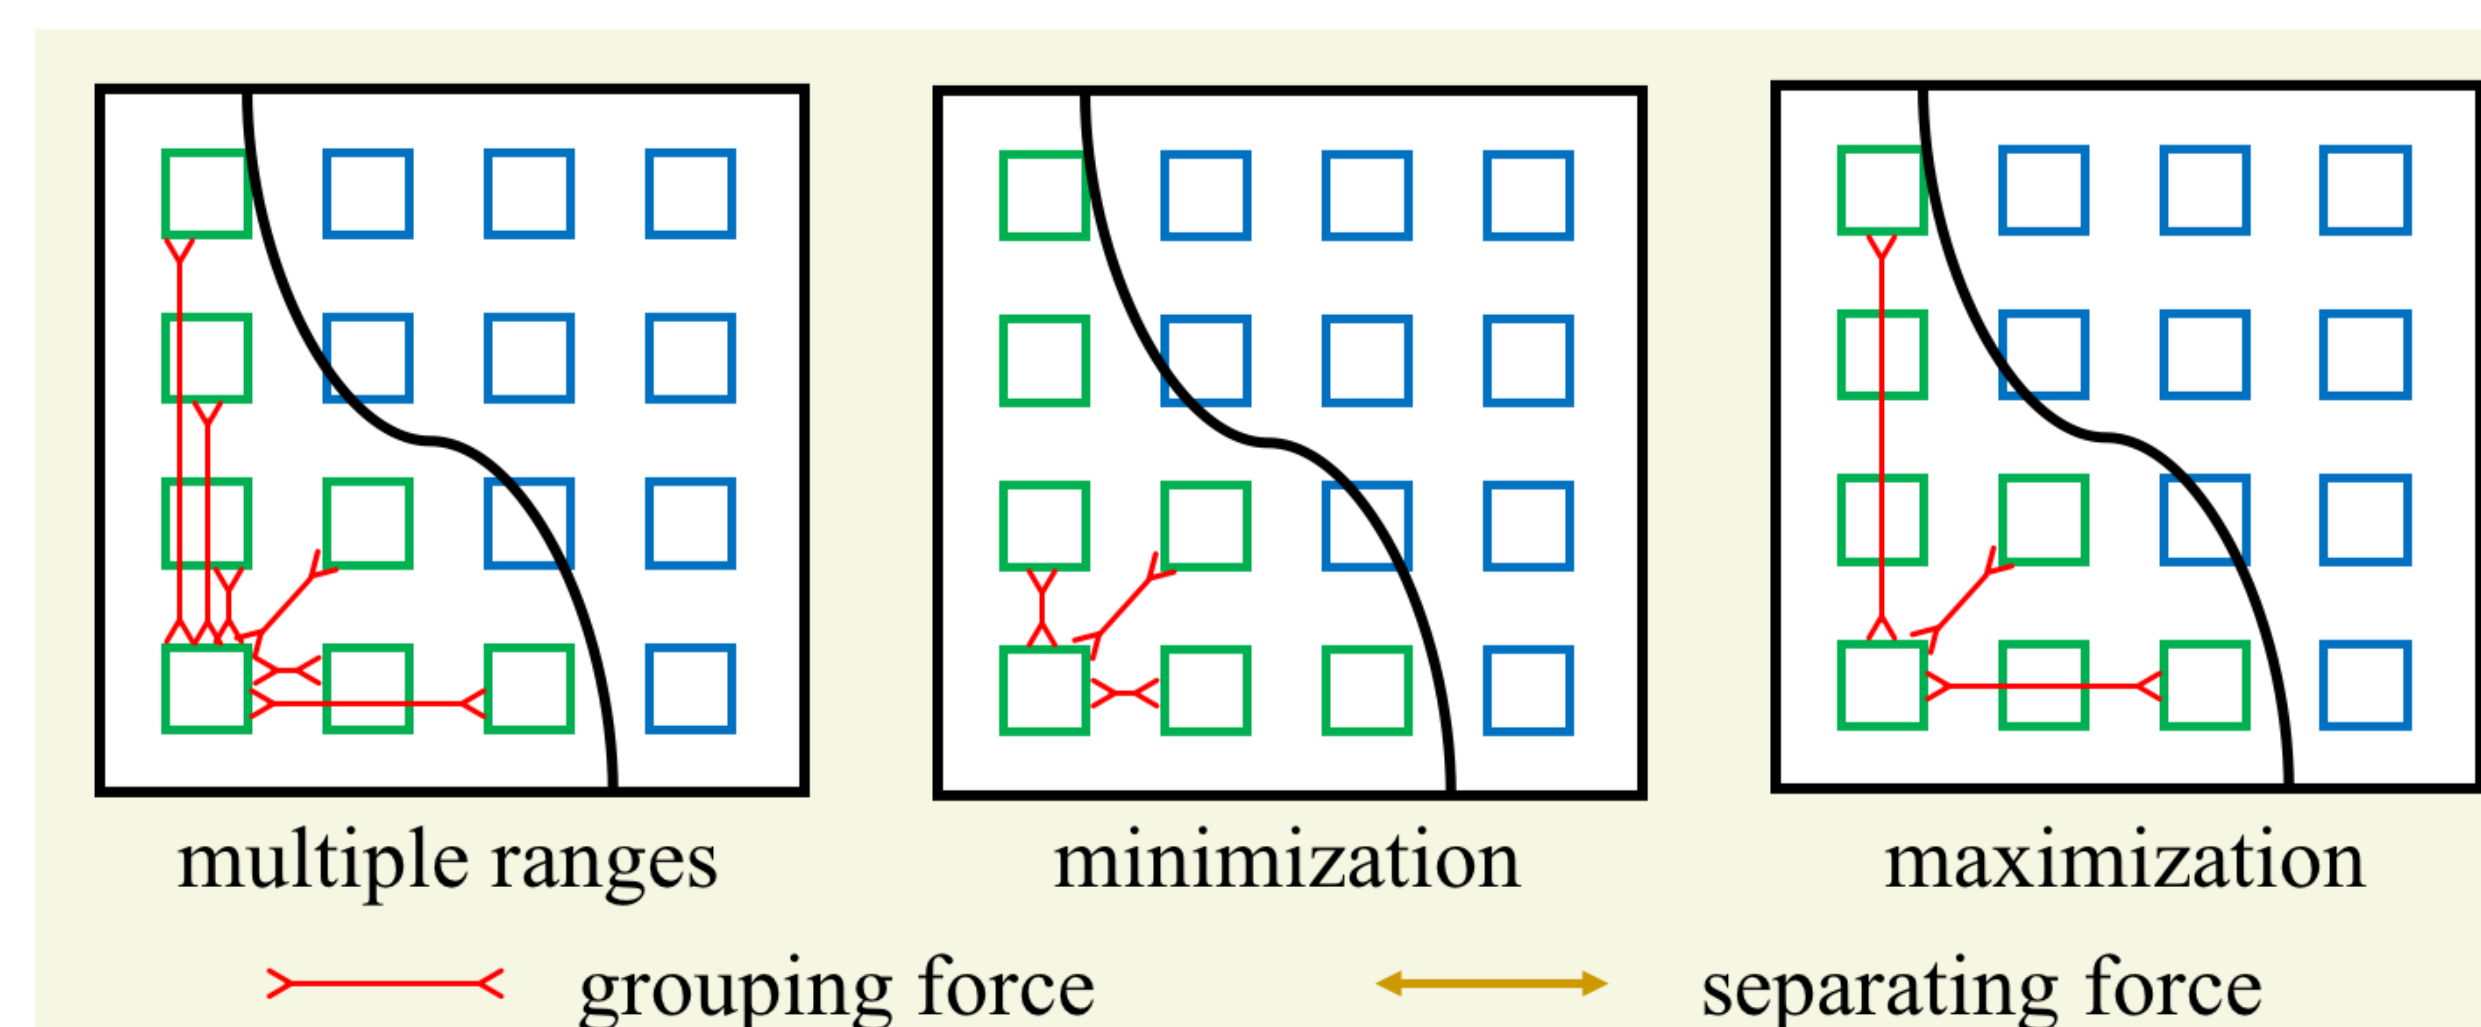 multiple ranges minimization maximization
grouping force separating force